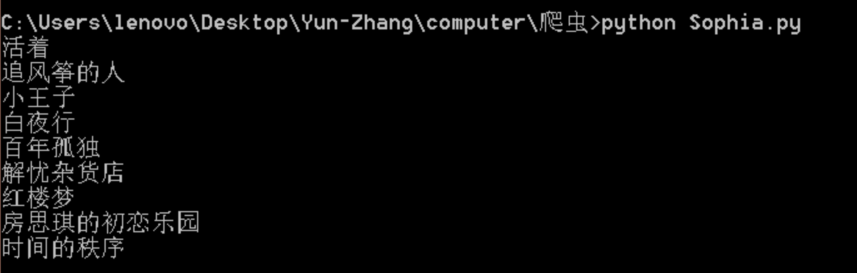 C:\Users\lenovo\Desktop\Yun-Zhang\computer\爬虫>python Sophia.py
活着
追风筝的人
小王子
白夜行
百年孤独
解忧杂货店
红楼梦
房思琪的初恋乐园
时间的秩序